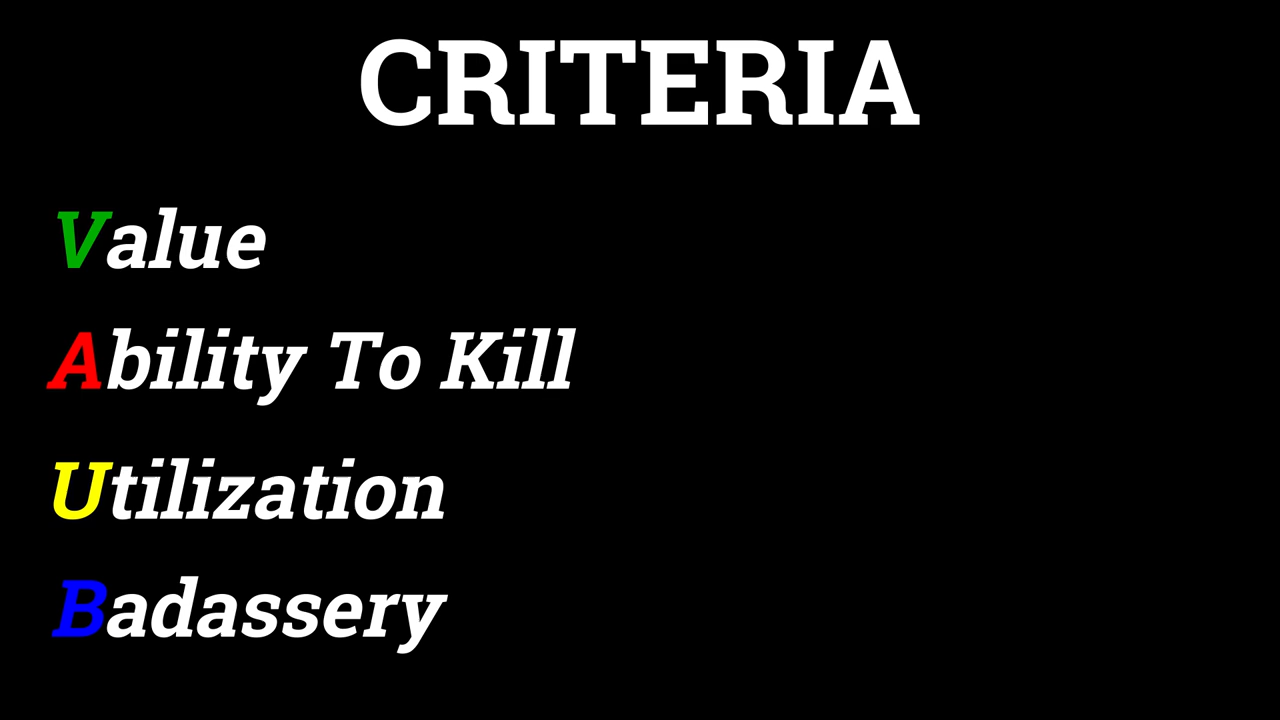 CRITERIA
Value
Ability To Kill
Utilization
Badassery